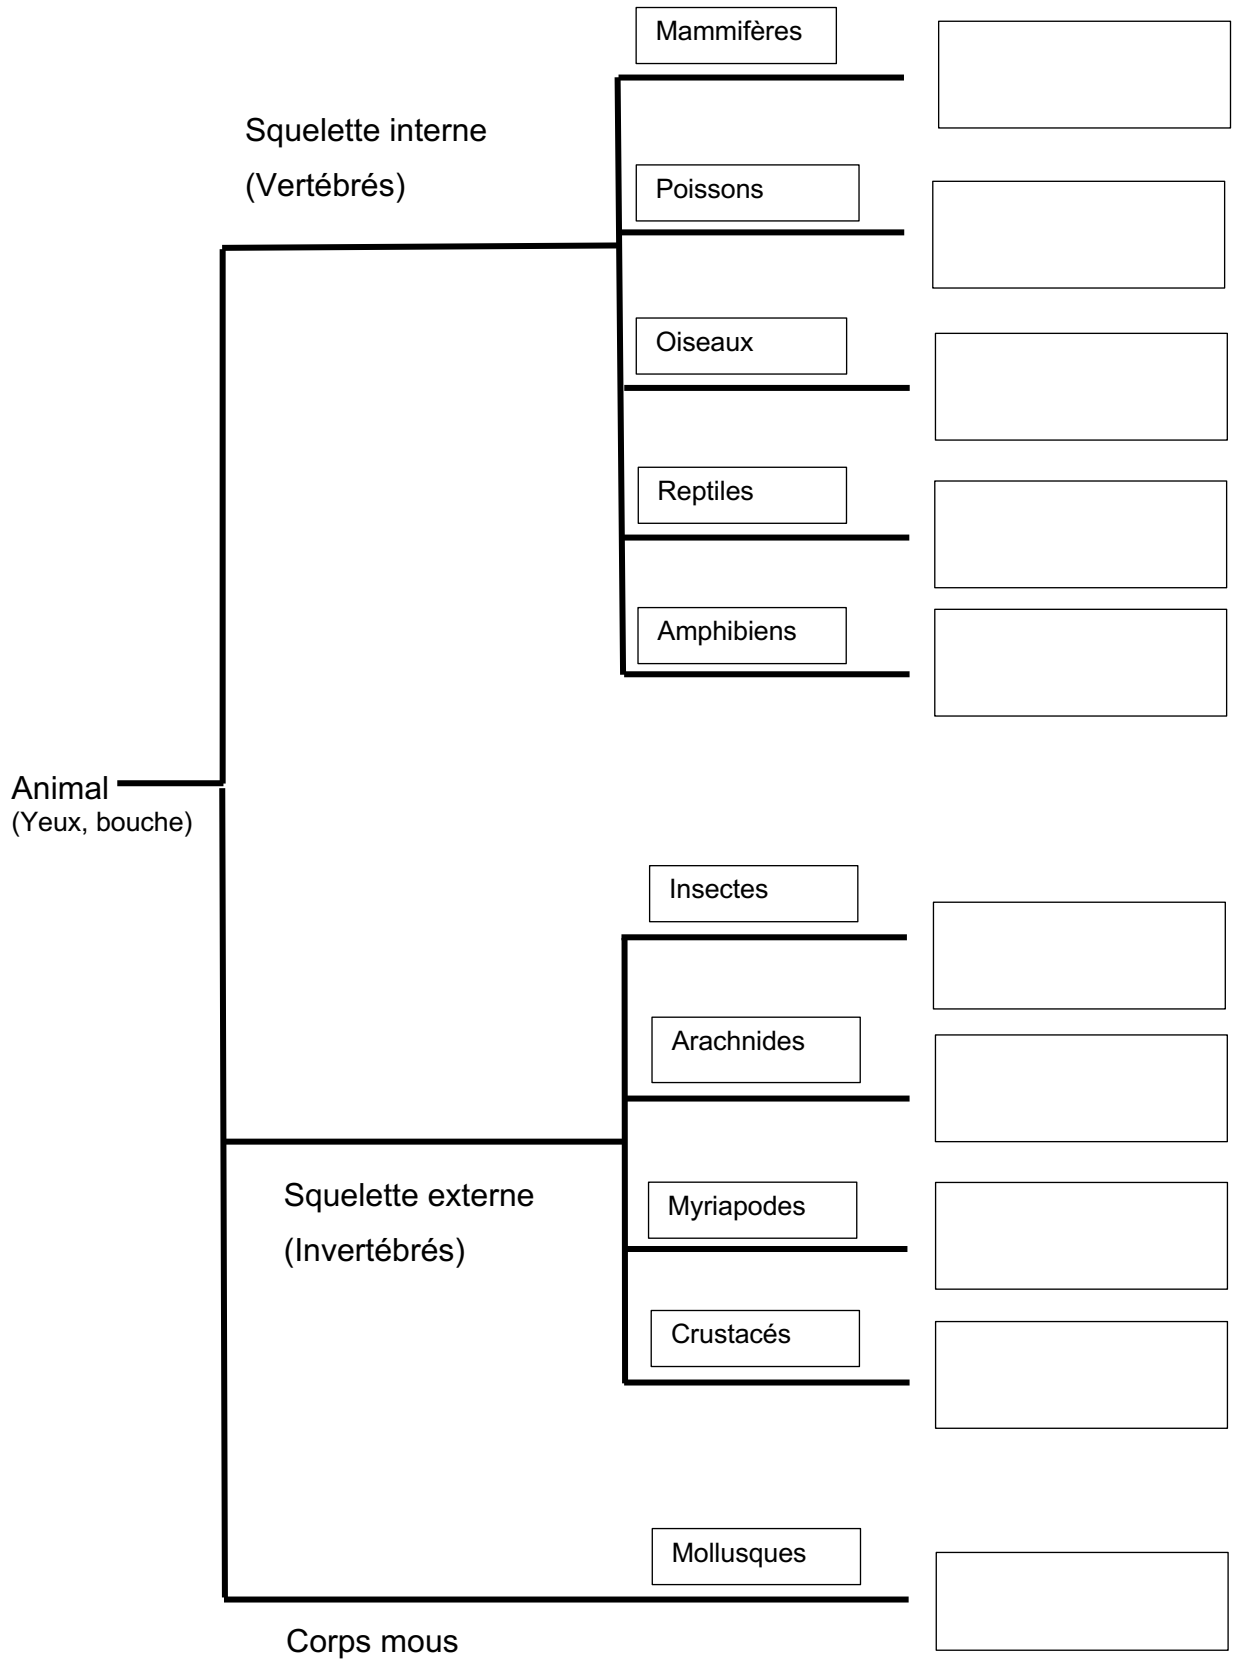 Mammifères
Squelette interne
(Vertébrés)
Poissons
Oiseaux
Reptiles
Amphibiens
Animal
(Yeux, bouche)
Insectes
Arachnides
Squelette externe
(Invertébrés)
Myriapodes
Crustacés
Mollusques
Corps mous